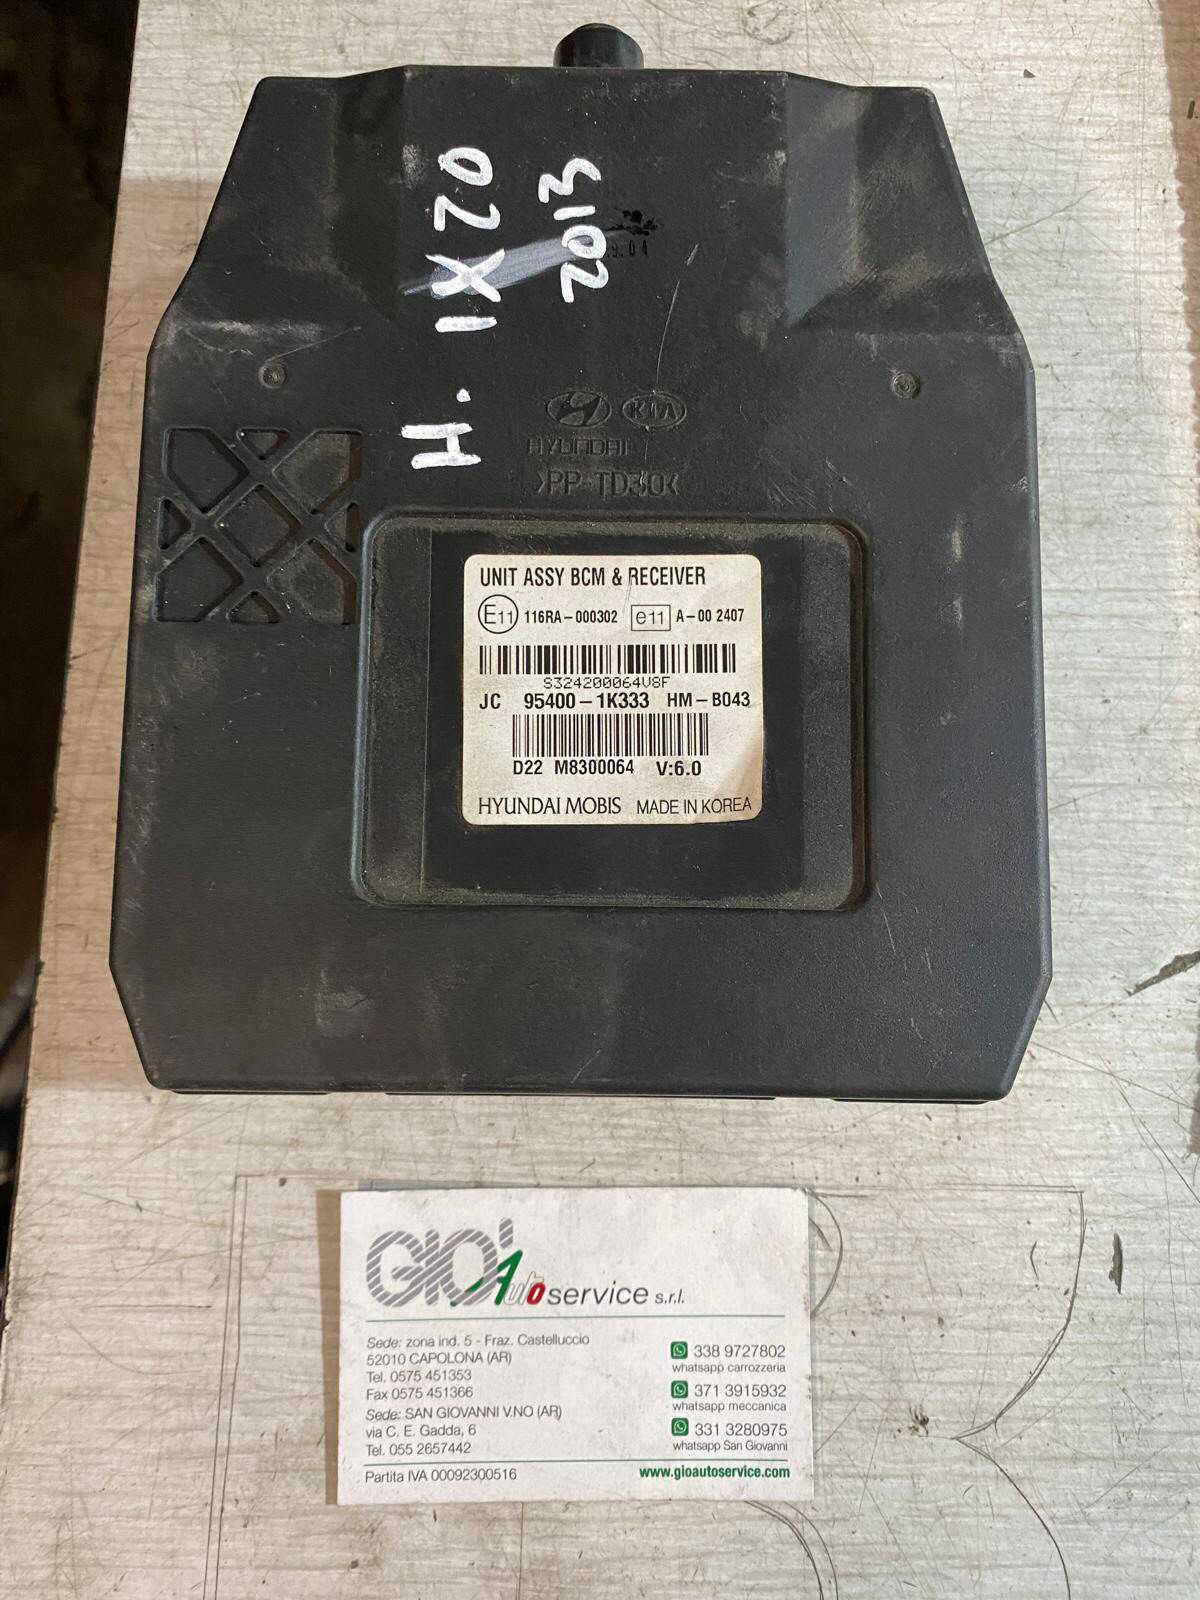 H. IX20
2013
9.04
KIA
HYUNDAI
>PP-TD30<
UNIT ASSY BCM & RECEIVER
E11 116RA-000302 e11 A-00 2407
S324200064V8F
JC 95400-1K333 HM-B043
D22 M8300064 V:6.0
HYUNDAI MOBIS MADE IN KOREA
GIO' Autoservice s.r.l.
Sede: zona ind. 5 - Fraz. Castelluccio
52010 CAPOLONA (AR)
Tel. 0575 451353
Fax 0575 451366
Sede: SAN GIOVANNI V.NO (AR)
via C. E. Gadda, 6
Tel. 055 2657442
Partita IVA 00092300516
338 9727802
whatsapp carrozzeria
371 3915932
whatsapp meccanica
331 3280975
whatsapp San Giovanni
www.gioautoservice.com